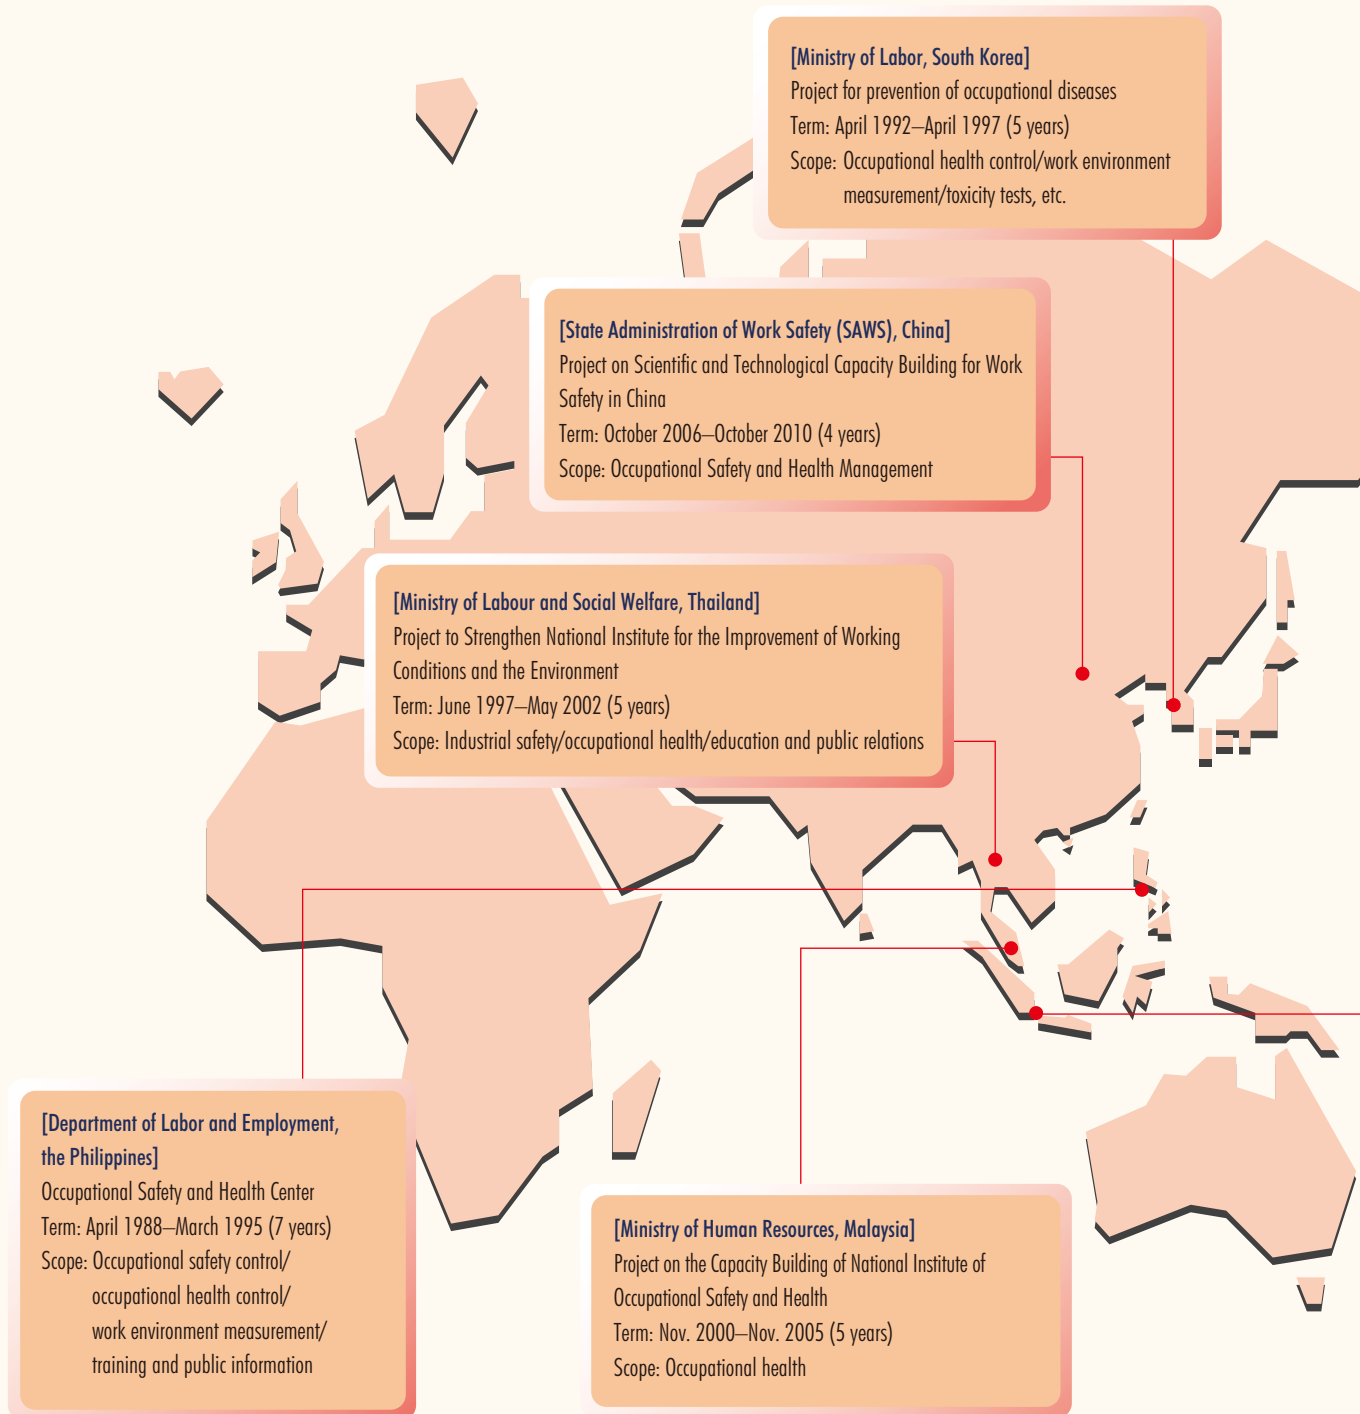 [Ministry of Labor, South Korea]
Project for prevention of occupational diseases
Term: April 1992–April 1997 (5 years)
Scope: Occupational health control/work environment
measurement/toxicity tests, etc.
[State Administration of Work Safety (SAWS), China]
Project on Scientific and Technological Capacity Building for Work
Safety in China
Term: October 2006–October 2010 (4 years)
Scope: Occupational Safety and Health Management
[Ministry of Labour and Social Welfare, Thailand]
Project to Strengthen National Institute for the Improvement of Working
Conditions and the Environment
Term: June 1997–May 2002 (5 years)
Scope: Industrial safety/occupational health/education and public relations
[Department of Labor and Employment,
the Philippines]
Occupational Safety and Health Center
Term: April 1988–March 1995 (7 years)
Scope: Occupational safety control/
occupational health control/
work environment measurement/
training and public information
[Ministry of Human Resources, Malaysia]
Project on the Capacity Building of National Institute of
Occupational Safety and Health
Term: Nov. 2000–Nov. 2005 (5 years)
Scope: Occupational health